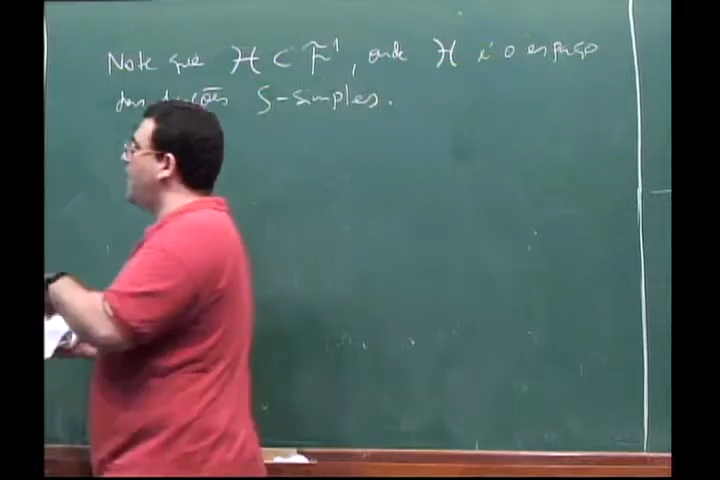 Note que ℋ ⊂ F̃¹, onde ℋ é o espaço
das funções S-simples.